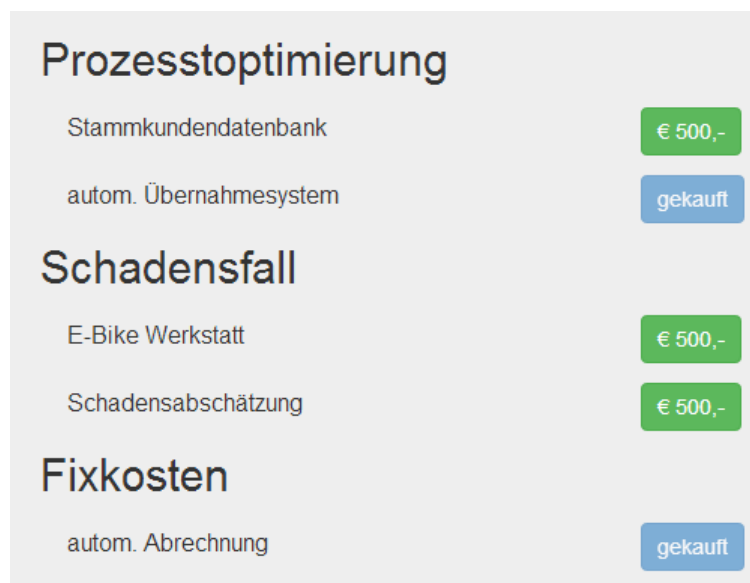 Prozesstoptimierung
Stammkundendatenbank € 500,-
autom. Übernahmesystem gekauft
Schadensfall
E-Bike Werkstatt € 500,-
Schadensabschätzung € 500,-
Fixkosten
autom. Abrechnung gekauft